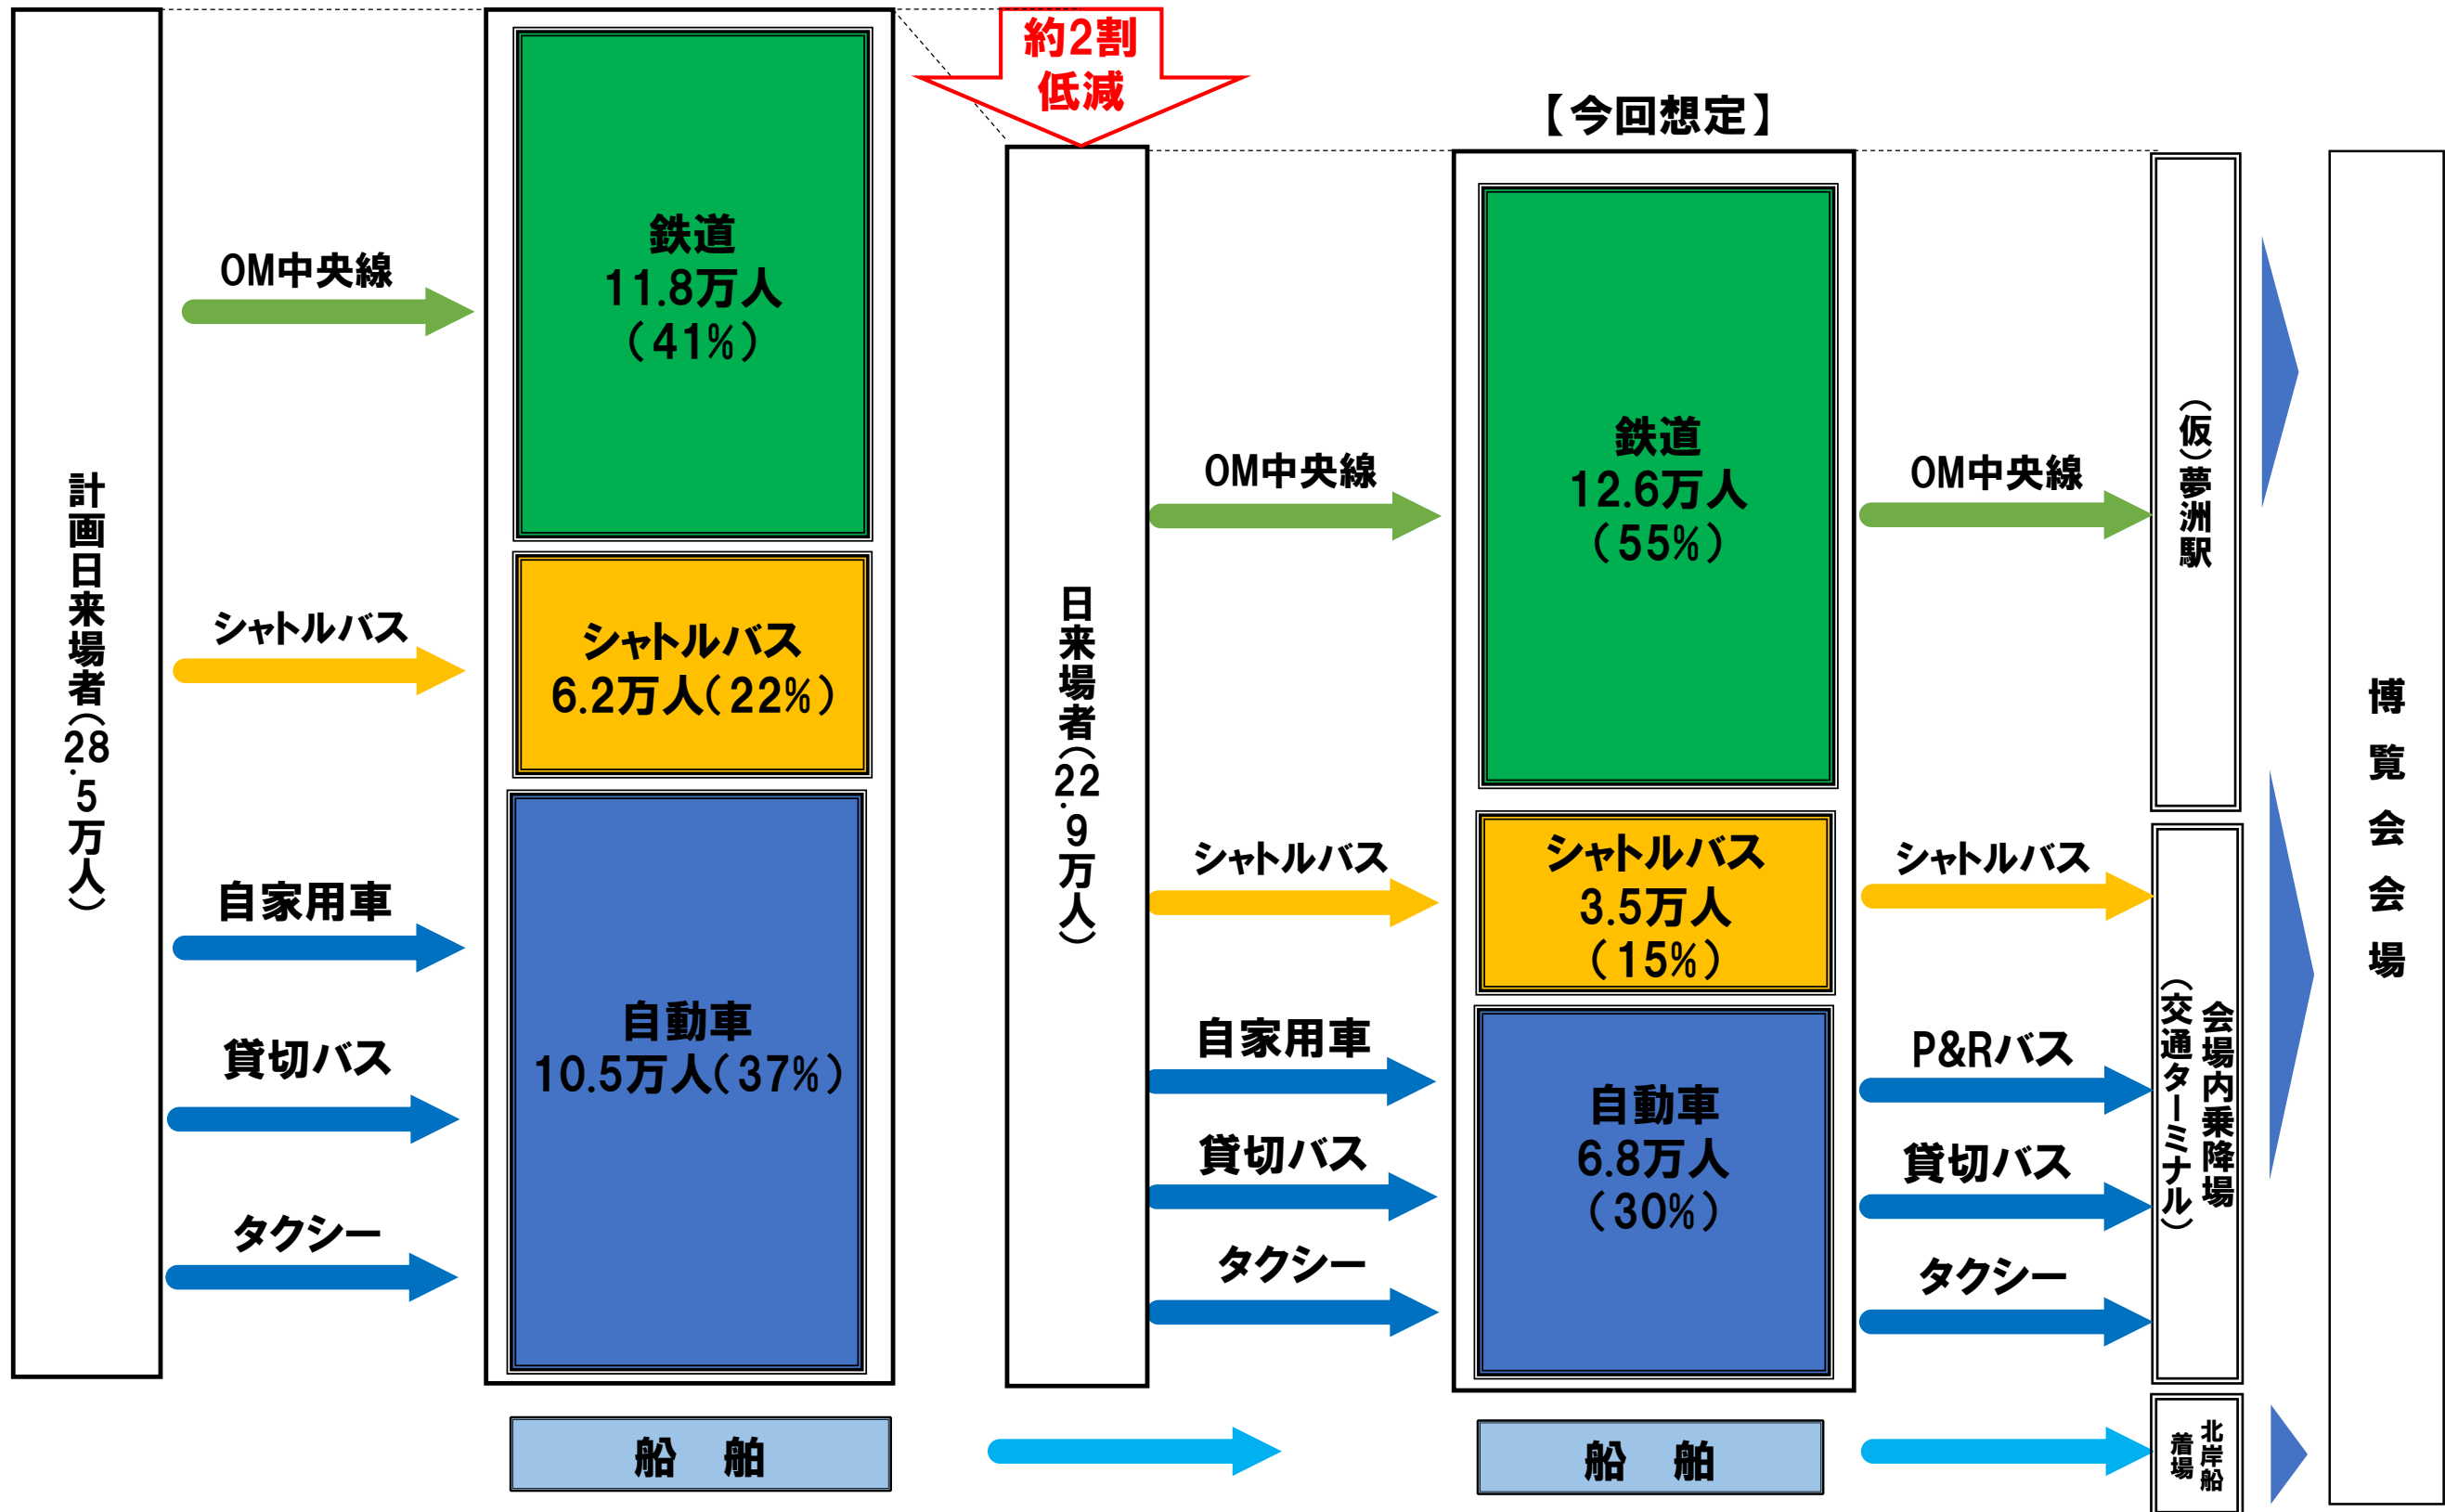 計画日来場者（28.5万人）
OM中央線
シャトルバス
自家用車
貸切バス
タクシー
鉄道
11.8万人
（41%）
シャトルバス
6.2万人（22%）
自動車
10.5万人（37%）
船　舶
約2割
低減
日来場者（22.9万人）
OM中央線
シャトルバス
自家用車
貸切バス
タクシー
【今回想定】
鉄道
12.6万人
（55%）
シャトルバス
3.5万人
（15%）
自動車
6.8万人
（30%）
船　舶
OM中央線
シャトルバス
P&Rバス
貸切バス
タクシー
（仮）夢洲駅
会場内乗降場
（交通ターミナル）
北岸船
着場
博覧会会場